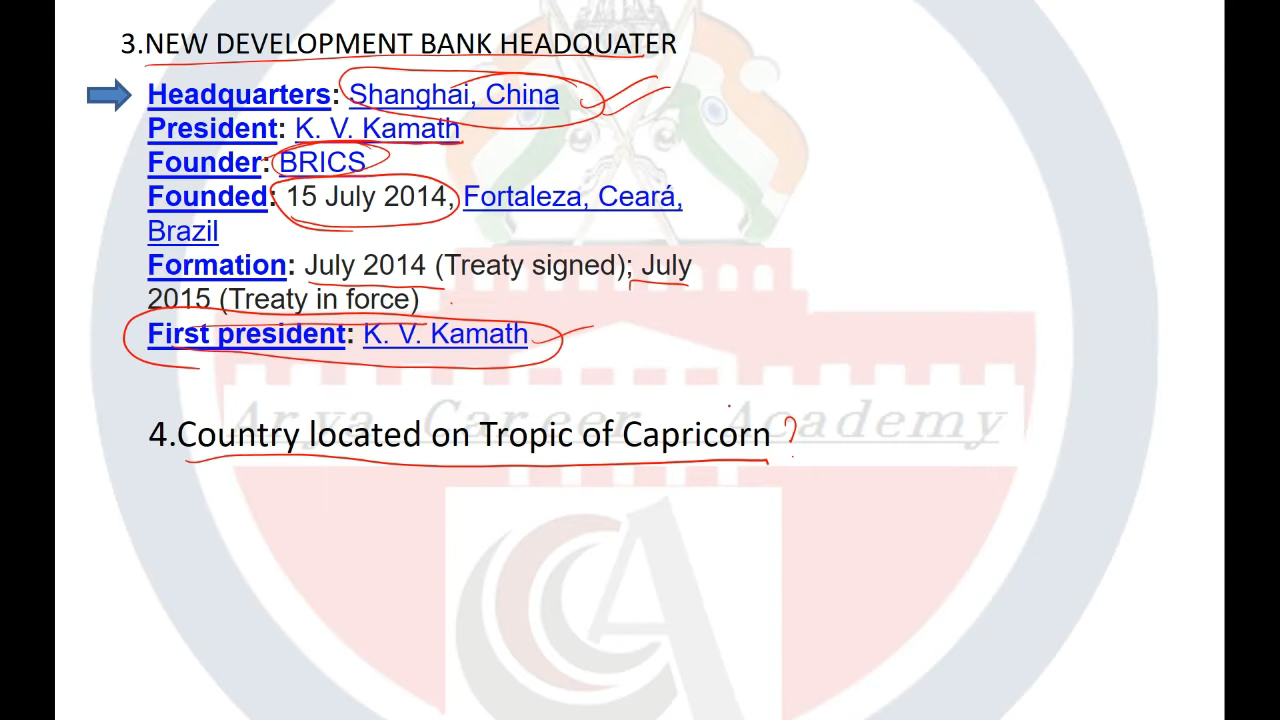 3.NEW DEVELOPMENT BANK HEADQUATER
Headquarters: Shanghai, China
President: K. V. Kamath
Founder: BRICS
Founded: 15 July 2014, Fortaleza, Ceará,
Brazil
Formation: July 2014 (Treaty signed); July
2015 (Treaty in force)
First president: K. V. Kamath
Arya Career Academy
4.Country located on Tropic of Capricorn ?
CCA